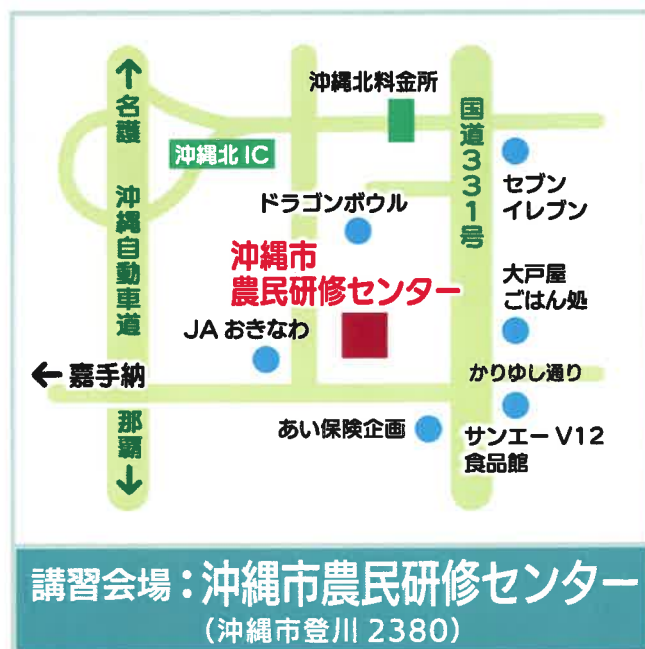 ↑名護
沖縄自動車道
那覇↓
沖縄北料金所
沖縄北 IC
国道331号
セブン
イレブン
ドラゴンボウル
沖縄市
農民研修センター
大戸屋
ごはん処
JA おきなわ
← 嘉手納
かりゆし通り
あい保険企画
サンエー V12
食品館
講習会場：沖縄市農民研修センター
（沖縄市登川 2380）